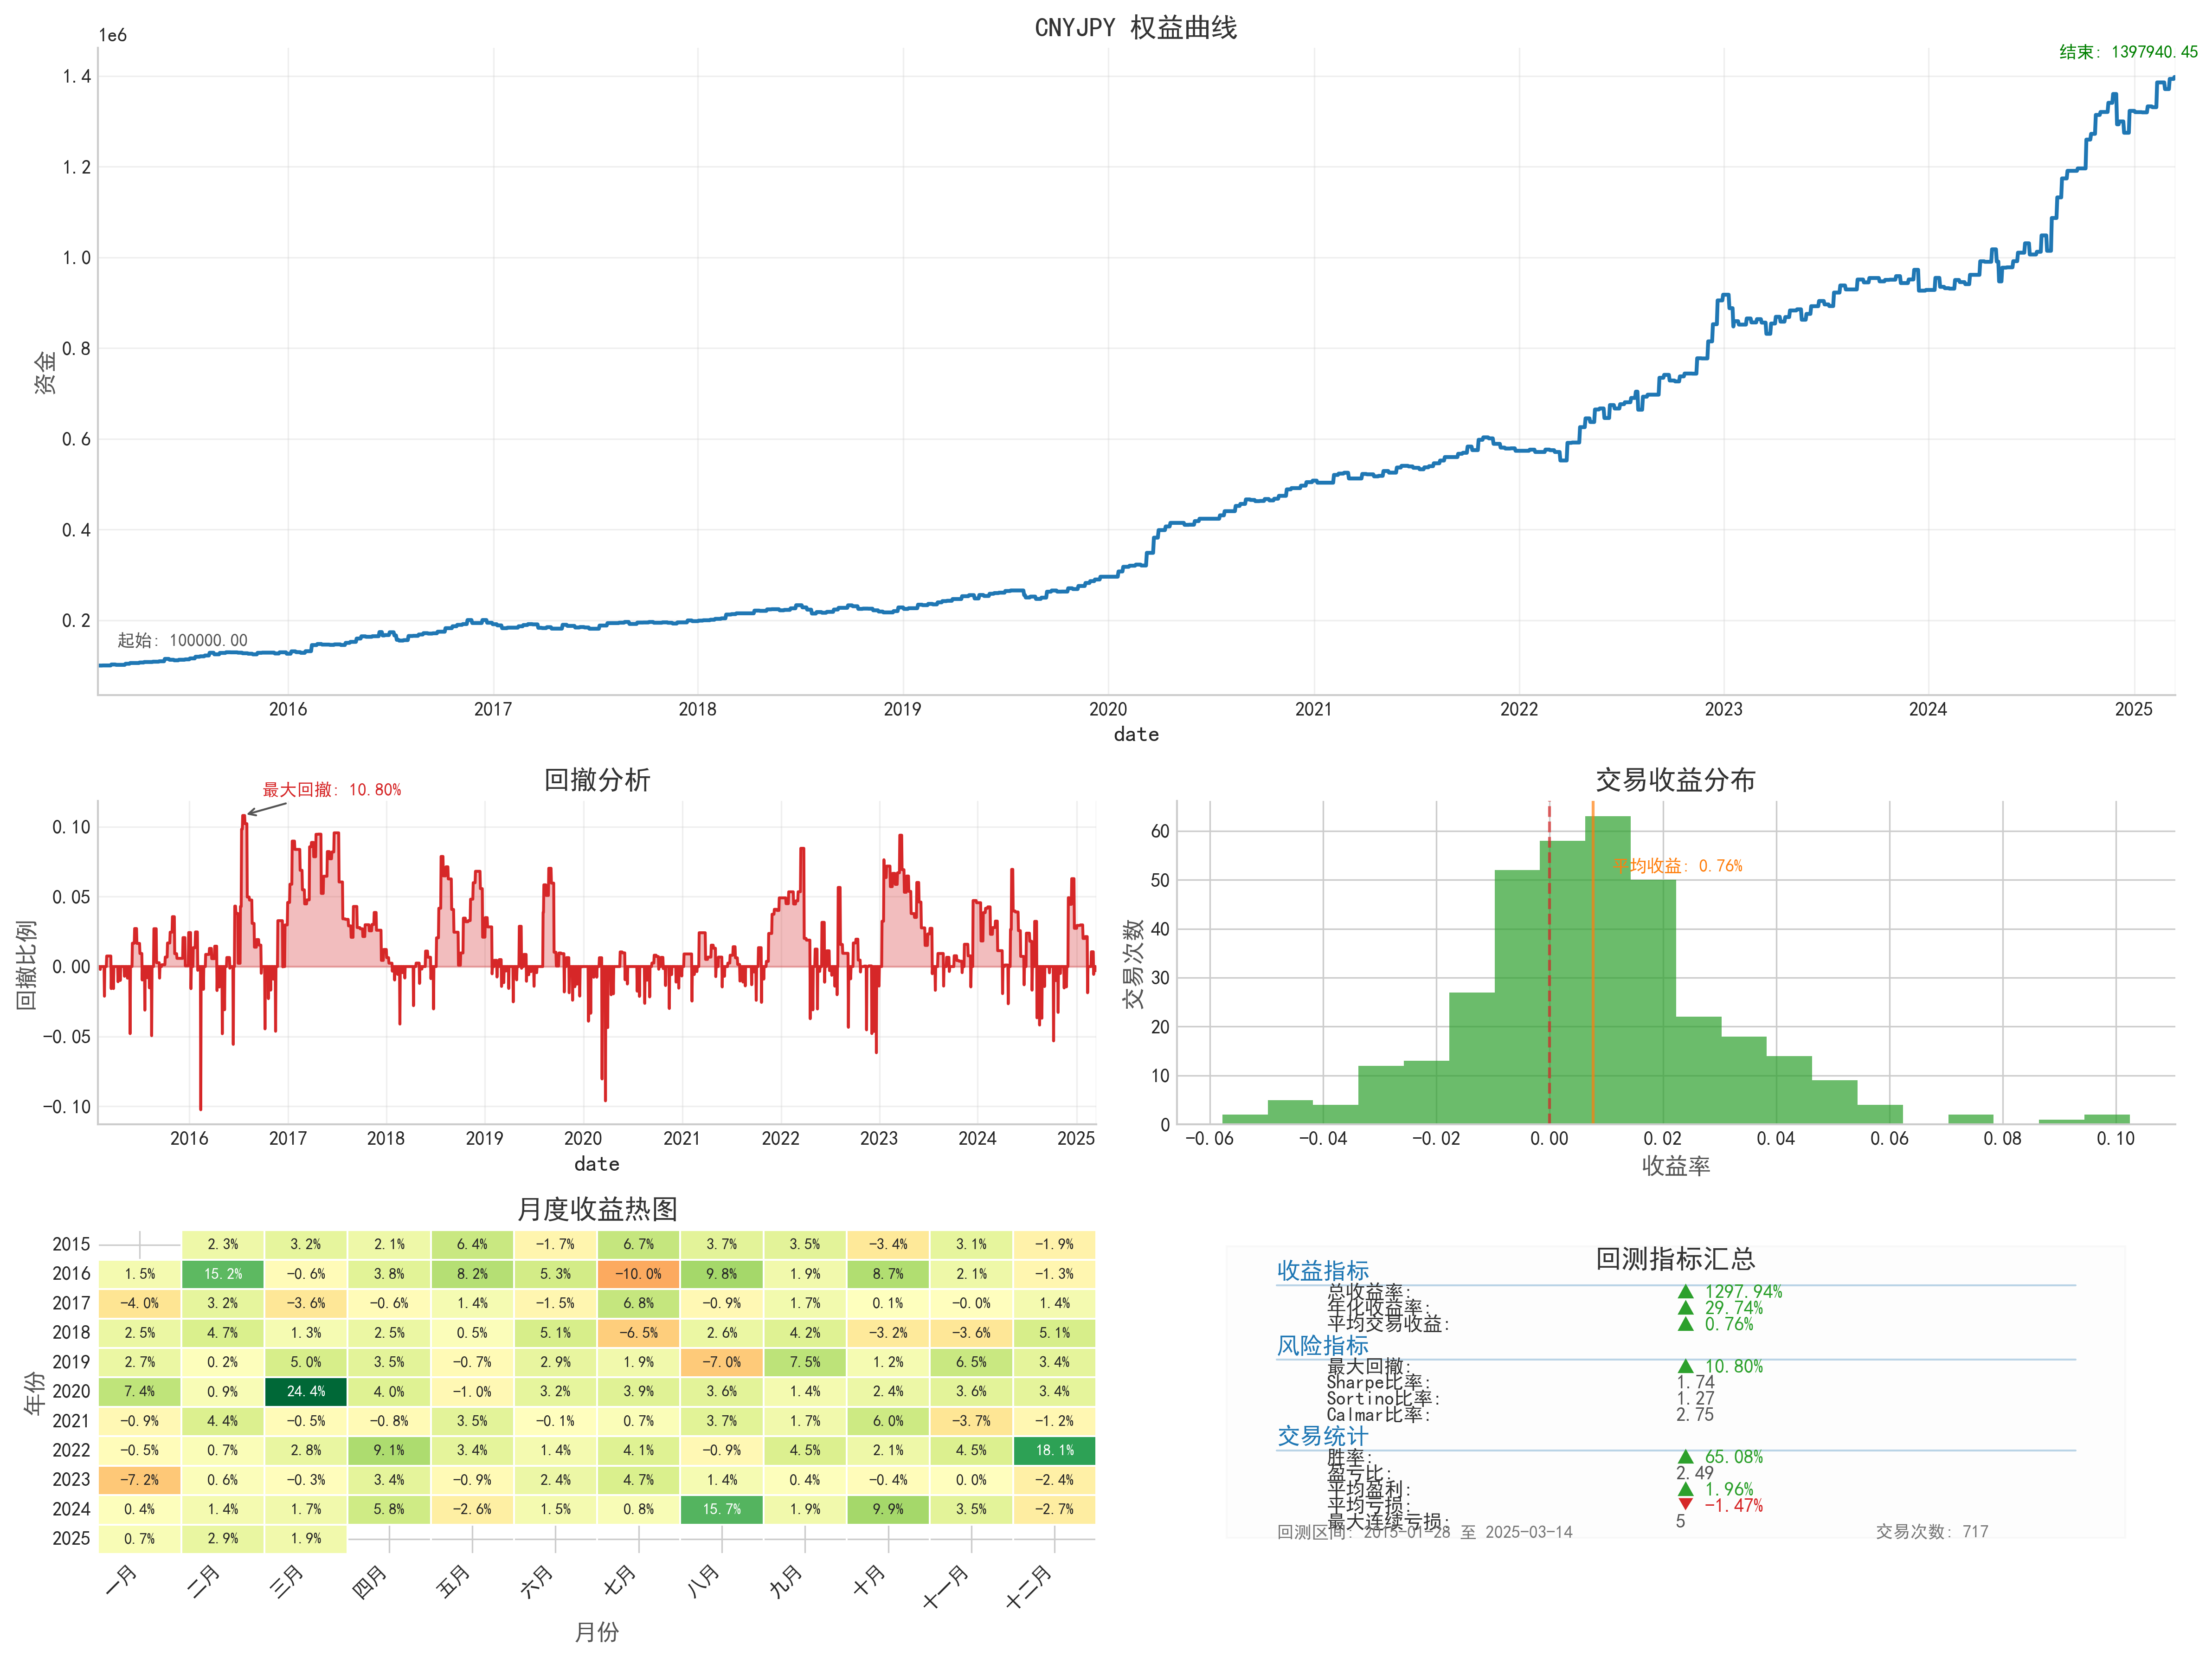 CNYJPY 权益曲线
1e6
结束: 1397940.45
1.4
1.2
1.0
0.8
0.6
0.4
0.2
资金
起始: 100000.00
2016 2017 2018 2019 2020 2021 2022 2023 2024 2025
date
回撤分析
最大回撤: 10.80%
0.10
0.05
0.00
−0.05
−0.10
回撤比例
2016 2017 2018 2019 2020 2021 2022 2023 2024 2025
date
交易收益分布
平均收益: 0.76%
60
50
40
30
20
10
0
交易次数
−0.06 −0.04 −0.02 0.00 0.02 0.04 0.06 0.08 0.10
收益率
月度收益热图
2015 2.3% 3.2% 2.1% 6.4% −1.7% 6.7% 3.7% 3.5% −3.4% 3.1% −1.9%
2016 1.5% 15.2% −0.6% 3.8% 8.2% 5.3% −10.0% 9.8% 1.9% 8.7% 2.1% −1.3%
2017 −4.0% 3.2% −3.6% −0.6% 1.4% −1.5% 6.8% −0.9% 1.7% 0.1% −0.0% 1.4%
2018 2.5% 4.7% 1.3% 2.5% 0.5% 5.1% −6.5% 2.6% 4.2% −3.2% −3.6% 5.1%
2019 2.7% 0.2% 5.0% 3.5% −0.7% 2.9% 1.9% −7.0% 7.5% 1.2% 6.5% 3.4%
2020 7.4% 0.9% 24.4% 4.0% −1.0% 3.2% 3.9% 3.6% 1.4% 2.4% 3.6% 3.4%
2021 −0.9% 4.4% −0.5% −0.8% 3.5% −0.1% 0.7% 3.7% 1.7% 6.0% −3.7% −1.2%
2022 −0.5% 0.7% 2.8% 9.1% 3.4% 1.4% 4.1% −0.9% 4.5% 2.1% 4.5% 18.1%
2023 −7.2% 0.6% −0.3% 3.4% −0.9% 2.4% 4.7% 1.4% 0.4% −0.4% 0.0% −2.4%
2024 0.4% 1.4% 1.7% 5.8% −2.6% 1.5% 0.8% 15.7% 1.9% 9.9% 3.5% −2.7%
2025 0.7% 2.9% 1.9%
年份
一月 二月 三月 四月 五月 六月 七月 八月 九月 十月 十一月 十二月
月份
回测指标汇总
收益指标
总收益率: ▲ 1297.94%
年化收益率: ▲ 29.74%
平均交易收益: ▲ 0.76%
风险指标
最大回撤: ▲ 10.80%
Sharpe比率: 1.74
Sortino比率: 1.27
Calmar比率: 2.75
交易统计
胜率: ▲ 65.08%
盈亏比: 2.49
平均盈利: ▲ 1.96%
平均亏损: ▼ −1.47%
最大连续亏损: 5
回测区间: 2015-01-28 至 2025-03-14 交易次数: 717